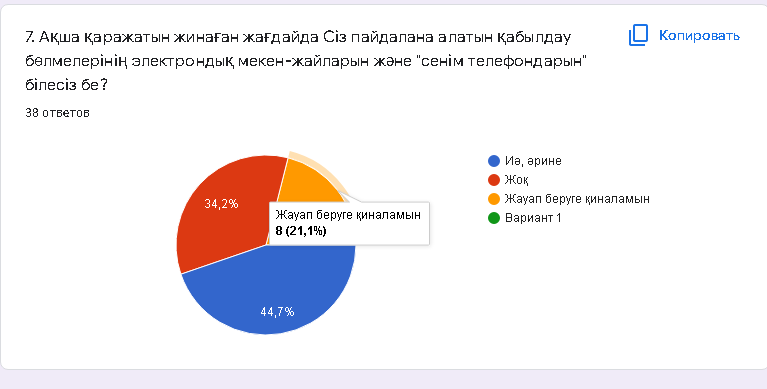 7. Ақша қаражатын жинаған жағдайда Сіз пайдалана алатын қабылдау
бөлмелерінің электрондық мекен-жайларын және "сенім телефондарын"
білесіз бе?
Копировать
38 ответов
Иә, әрине
Жоқ
Жауап беруге қиналамын
Вариант 1
34,2%
Жауап беруге қиналамын
8 (21,1%)
44,7%